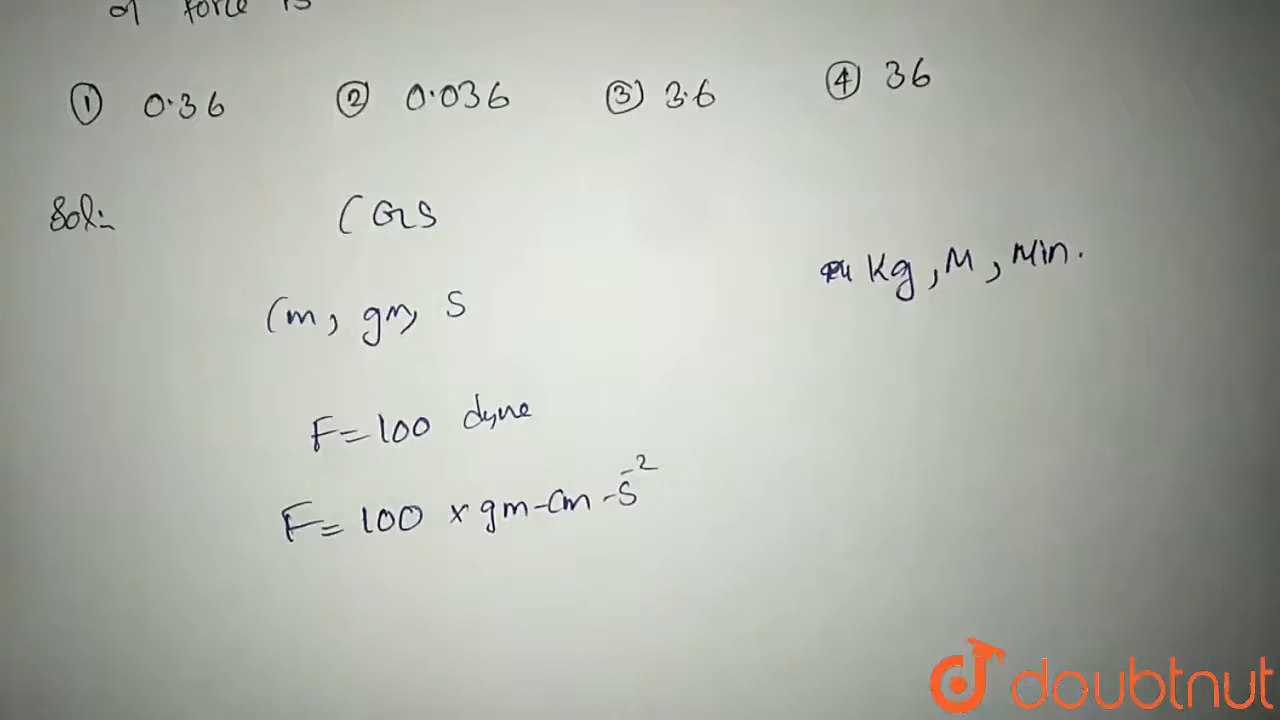 of force is
① 0.36 ② 0.036 ③ 3.6 ④ 36
Sol:-
CGS
Kg, M, Min.
Cm, gm, S
F = 100 dyne
F = 100 x gm-Cm-S⁻²
doubtnut